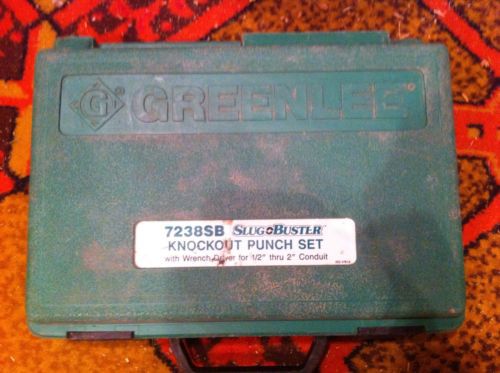 G® GREENLEE®
7238SB SLUG BUSTER
KNOCKOUT PUNCH SET
with Wrench Driver for 1/2" thru 2" Conduit